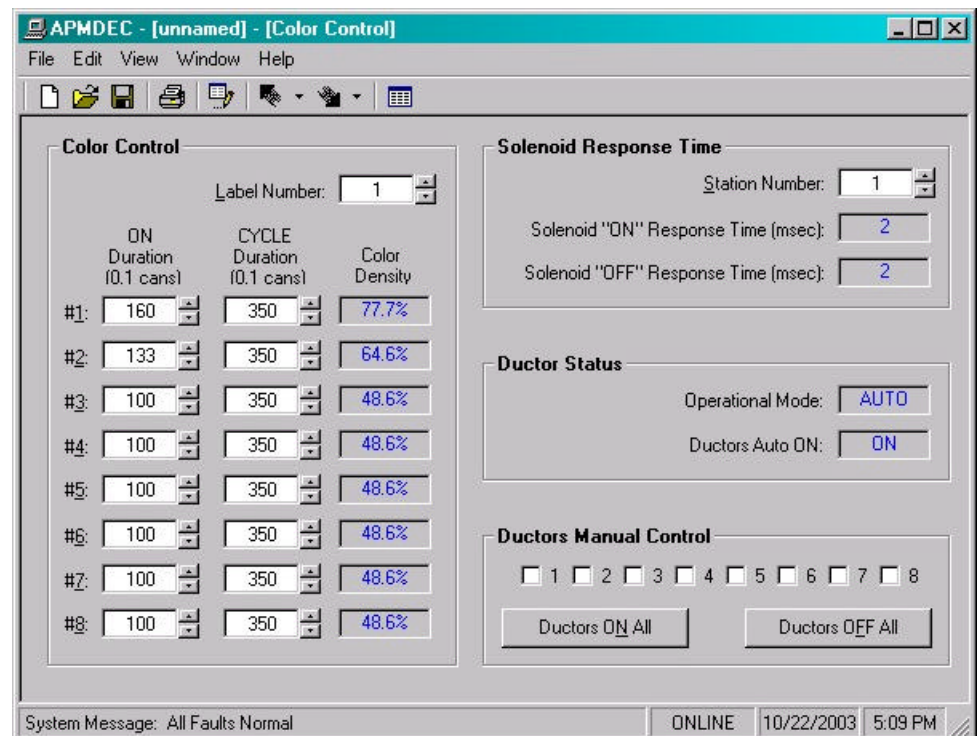 APMDEC - [unnamed] - [Color Control]
File Edit View Window Help
Color Control
Label Number: 1
ON Duration (0.1 cans) CYCLE Duration (0.1 cans) Color Density
#1: 160 350 77.7%
#2: 133 350 64.6%
#3: 100 350 48.6%
#4: 100 350 48.6%
#5: 100 350 48.6%
#6: 100 350 48.6%
#7: 100 350 48.6%
#8: 100 350 48.6%
Solenoid Response Time
Station Number: 1
Solenoid "ON" Response Time (msec): 2
Solenoid "OFF" Response Time (msec): 2
Ductor Status
Operational Mode: AUTO
Ductors Auto ON: ON
Ductors Manual Control
1 2 3 4 5 6 7 8
Ductors ON All Ductors OFF All
System Message: All Faults Normal ONLINE 10/22/2003 5:09 PM